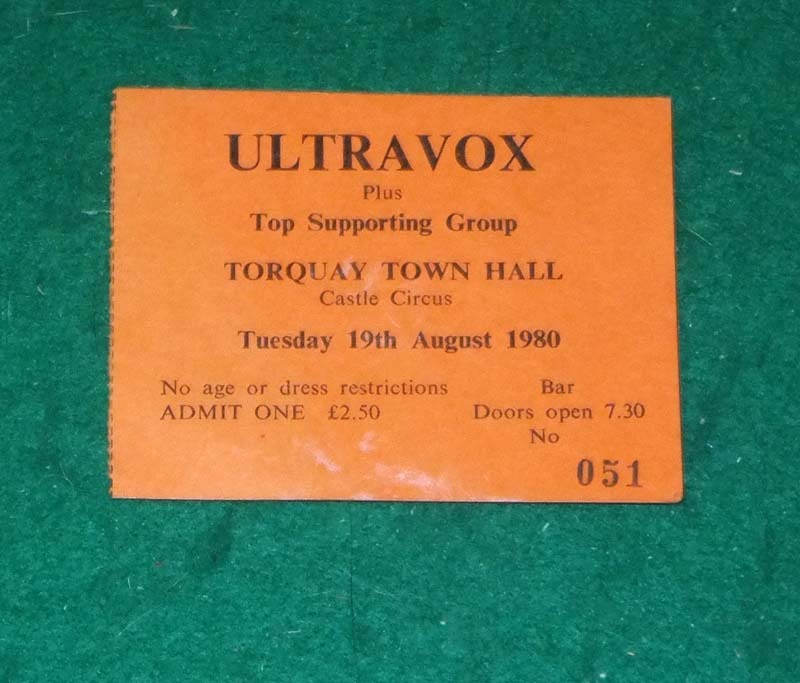 ULTRAVOX
Plus
Top Supporting Group
TORQUAY TOWN HALL
Castle Circus
Tuesday 19th August 1980
No age or dress restrictions Bar
ADMIT ONE £2.50 Doors open 7.30
No
051